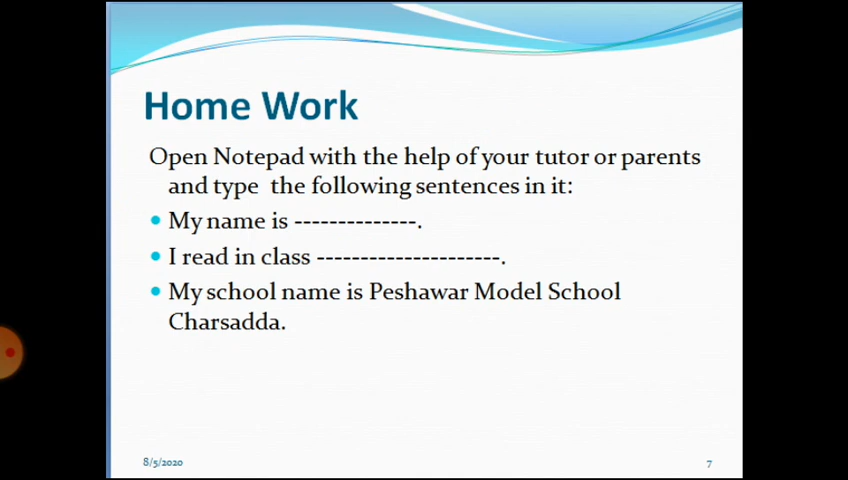 Home Work
Open Notepad with the help of your tutor or parents
and type the following sentences in it:
• My name is --------------.
• I read in class ---------------------.
• My school name is Peshawar Model School
Charsadda.
8/5/2020
7